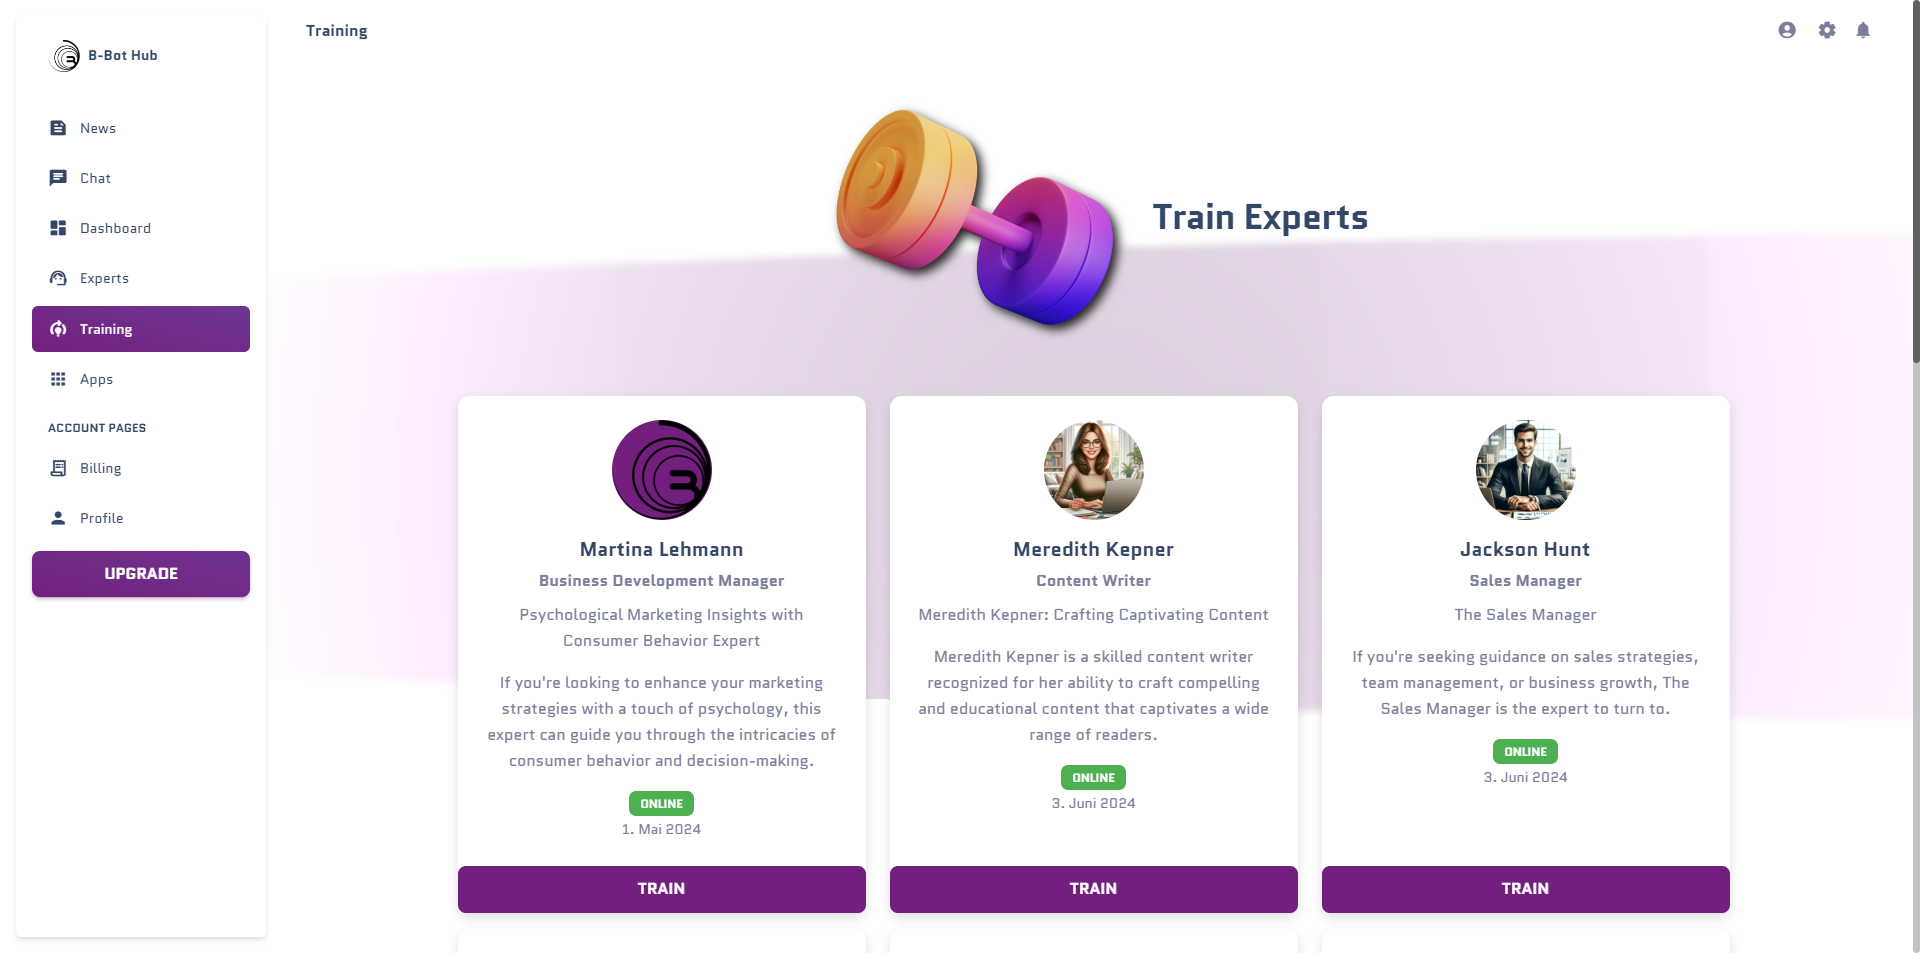 B-Bot Hub
News
Chat
Dashboard
Experts
Training
Apps
ACCOUNT PAGES
Billing
Profile
UPGRADE
Training
Train Experts
Martina Lehmann
Business Development Manager
Psychological Marketing Insights with
Consumer Behavior Expert
If you're looking to enhance your marketing
strategies with a touch of psychology, this
expert can guide you through the intricacies of
consumer behavior and decision-making.
ONLINE
1. Mai 2024
TRAIN
Meredith Kepner
Content Writer
Meredith Kepner: Crafting Captivating Content
Meredith Kepner is a skilled content writer
recognized for her ability to craft compelling
and educational content that captivates a wide
range of readers.
ONLINE
3. Juni 2024
TRAIN
Jackson Hunt
Sales Manager
The Sales Manager
If you're seeking guidance on sales strategies,
team management, or business growth, The
Sales Manager is the expert to turn to.
ONLINE
3. Juni 2024
TRAIN